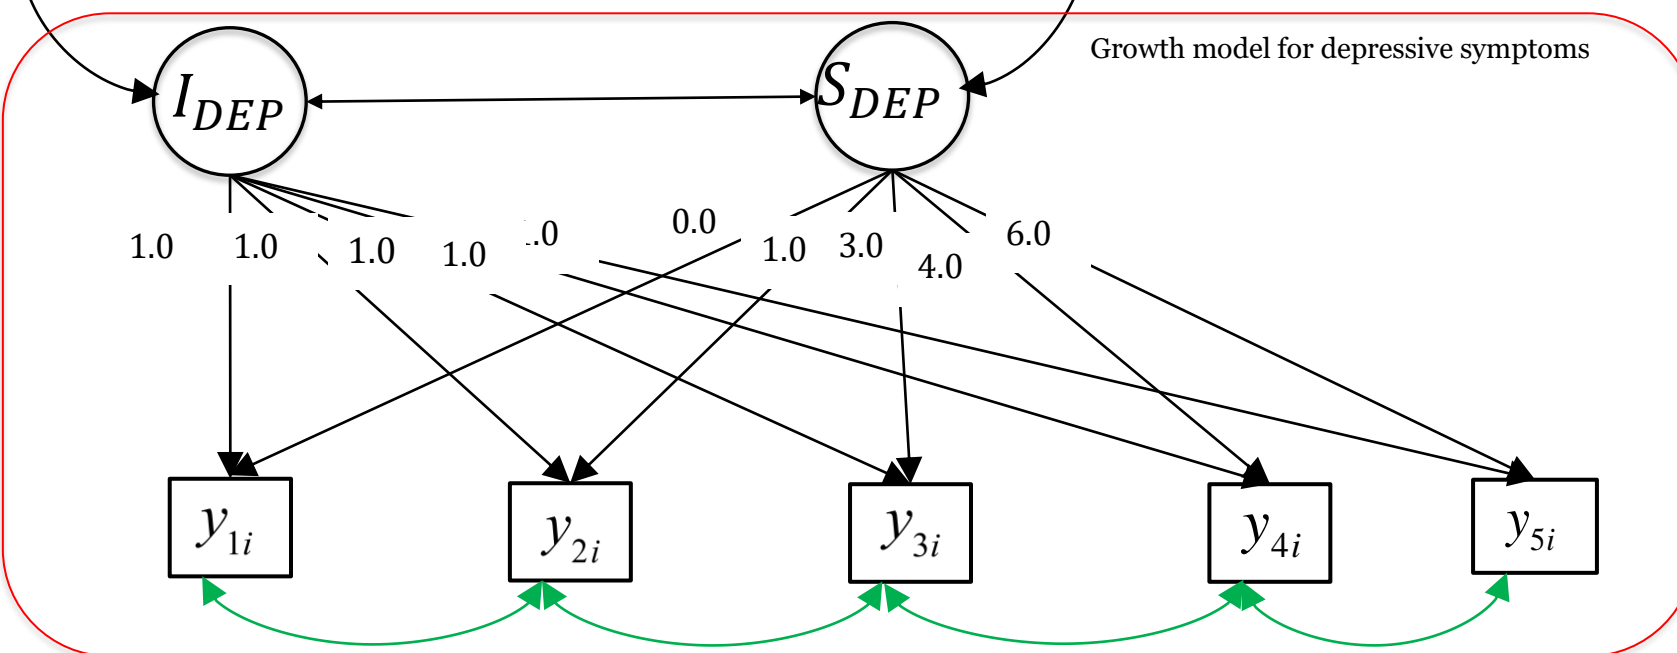 Growth model for depressive symptoms
I_DEP S_DEP
1.0 1.0 1.0 1.0 .0 0.0 1.0 3.0 4.0 6.0
y_1i y_2i y_3i y_4i y_5i